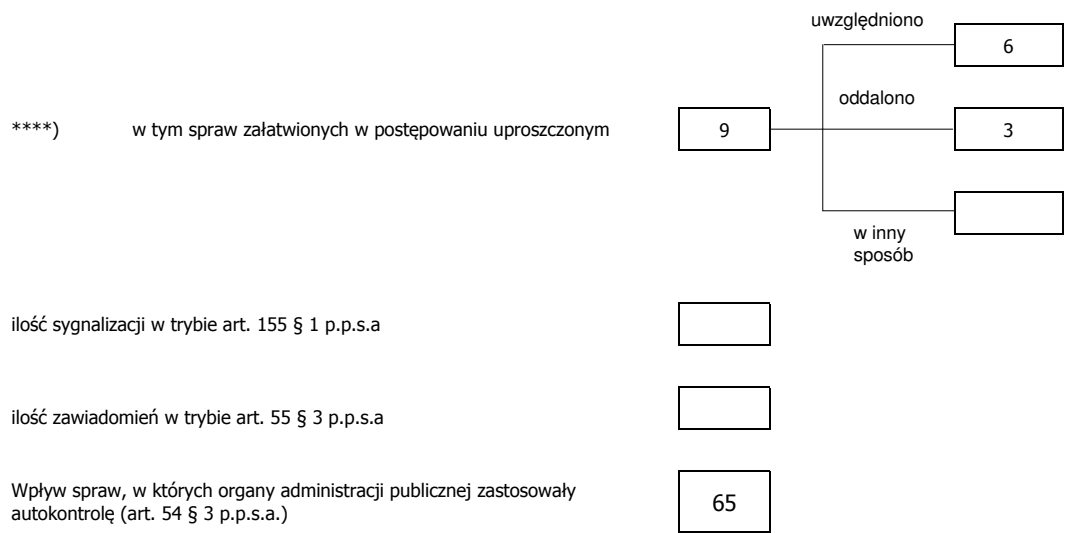 uwzględniono
6
oddalono
****) w tym spraw załatwionych w postępowaniu uproszczonym 9 3
w inny
sposób
ilość sygnalizacji w trybie art. 155 § 1 p.p.s.a
ilość zawiadomień w trybie art. 55 § 3 p.p.s.a
Wpływ spraw, w których organy administracji publicznej zastosowały
autokontrolę (art. 54 § 3 p.p.s.a.)
65